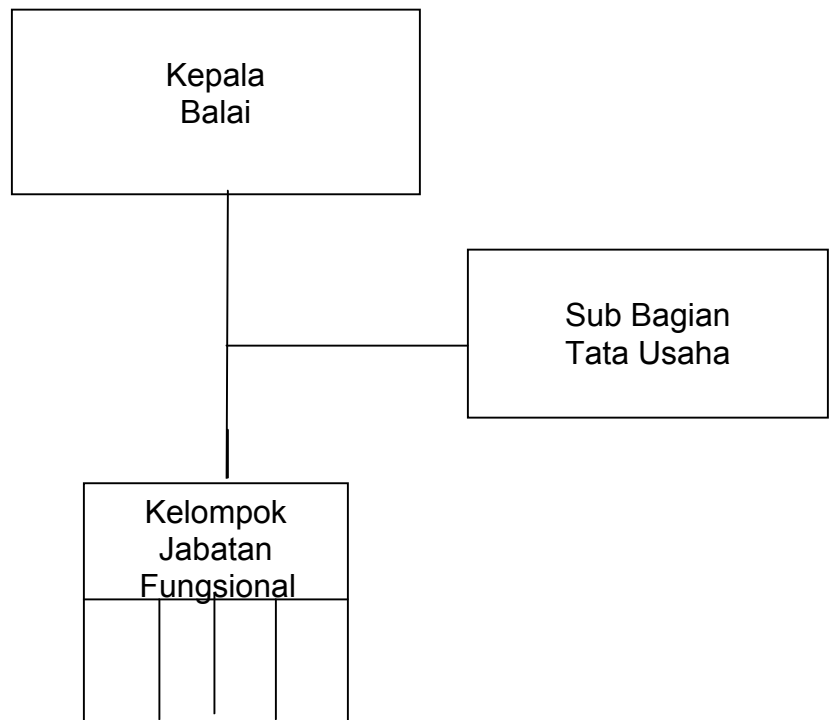 Kepala
Balai
Sub Bagian
Tata Usaha
Kelompok
Jabatan
Fungsional